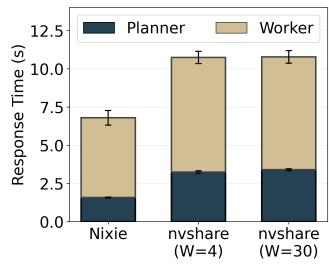 Planner
Worker
Response Time (s)
12.5
10.0
7.5
5.0
2.5
0.0
Nixie
nvshare
(W=4)
nvshare
(W=30)